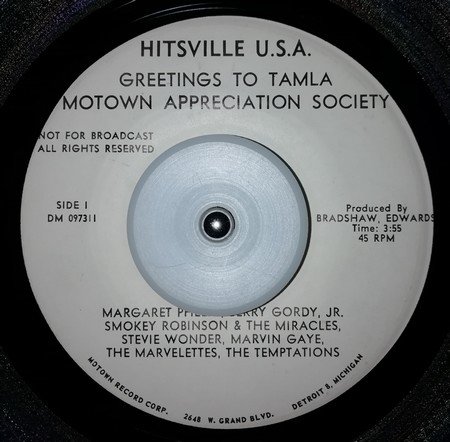 HITSVILLE U.S.A.
GREETINGS TO TAMLA
MOTOWN APPRECIATION SOCIETY
NOT FOR BROADCAST
ALL RIGHTS RESERVED
SIDE I
DM 097311
Produced By
BRADSHAW, EDWARDS
Time: 3:55
45 RPM
MARGARET BERRY GORDY, JR.
SMOKEY ROBINSON & THE MIRACLES,
STEVIE WONDER, MARVIN GAYE,
THE MARVELETTES, THE TEMPTATIONS
MOTOWN RECORD CORP. 2648 W. GRAND BLVD. DETROIT 8, MICHIGAN